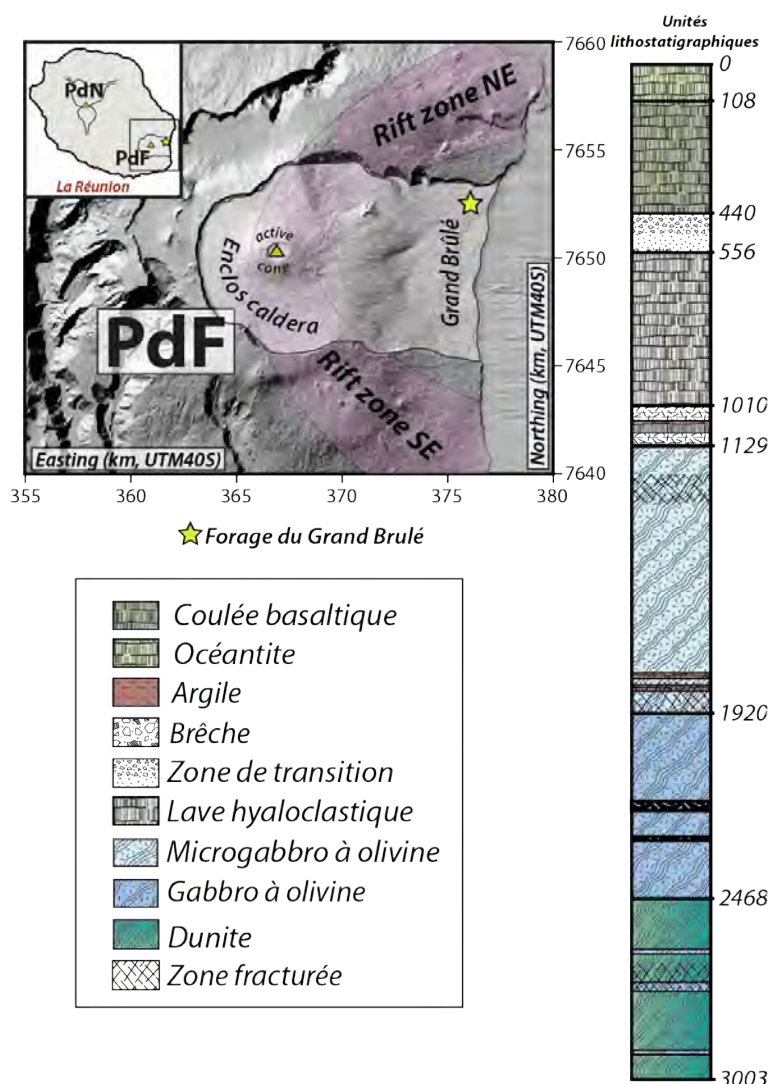 PdN
PdF
La Réunion
Rift zone NE
active
cone
Enclos caldera
Grand Brûlé
PdF
Rift zone SE
Easting (km, UTM40S)
Northing (km, UTM40S)
7660
7655
7650
7645
7640
355
360
365
370
375
380
Forage du Grand Brulé
Coulée basaltique
Océantite
Argile
Brêche
Zone de transition
Lave hyaloclastique
Microgabbro à olivine
Gabbro à olivine
Dunite
Zone fracturée
Unités
lithostatigraphiques
0
108
440
556
1010
1129
1920
2468
3003